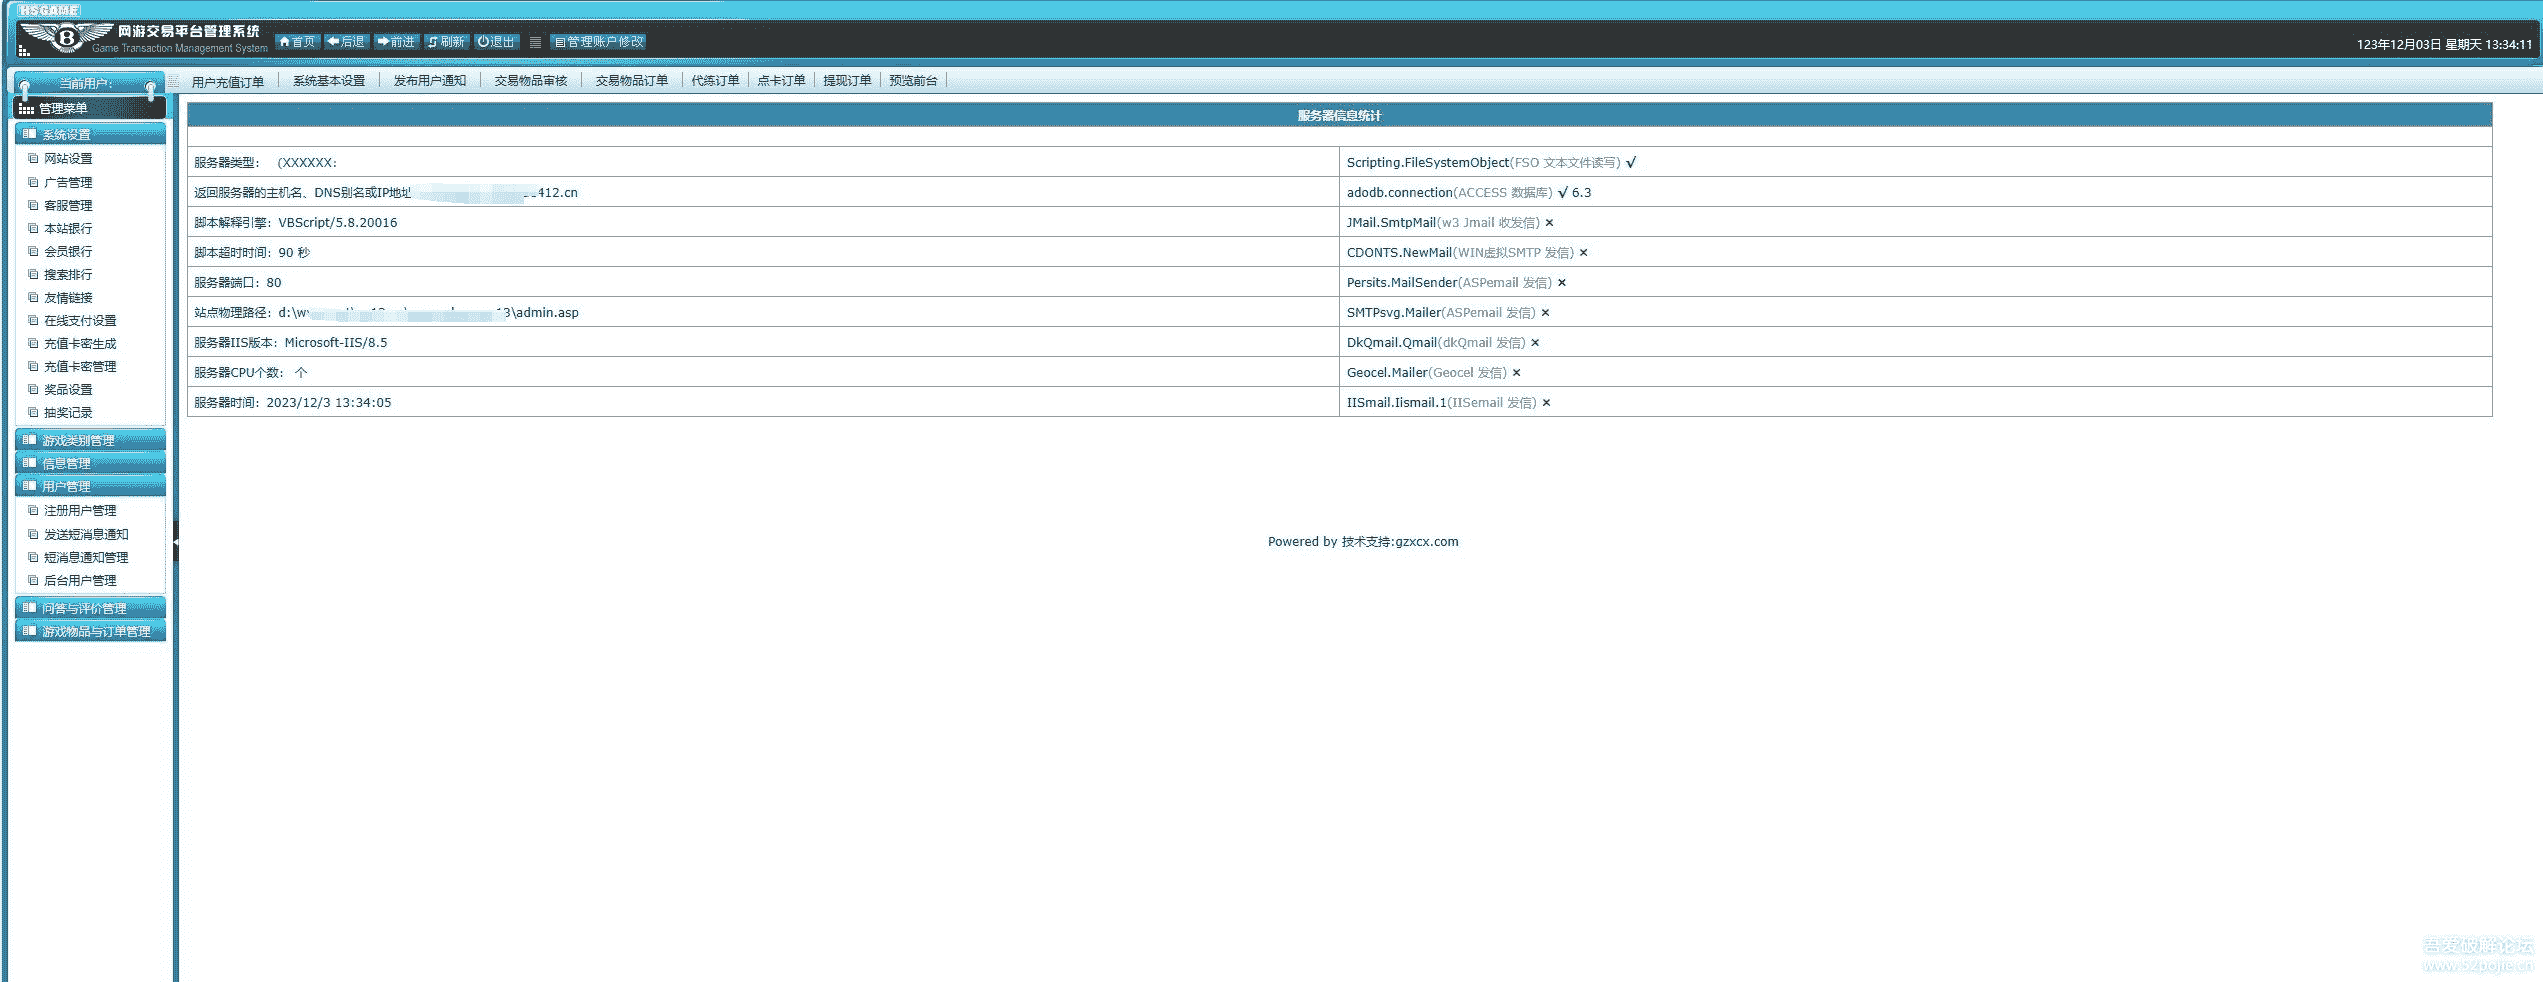 HSGAME
8
网游交易平台管理系统
Game Transaction Management System
首页 后退 前进 刷新 退出 管理账户修改
123年12月03日 星期天 13:34:11
当前用户:
用户充值订单 系统基本设置 发布用户通知 交易物品审核 交易物品订单 代练订单 点卡订单 提现订单 预览前台
管理菜单
系统设置
网站设置
广告管理
客服管理
本站银行
会员银行
搜索排行
友情链接
在线支付设置
充值卡密生成
充值卡密管理
奖品设置
抽奖记录
游戏类别管理
信息管理
用户管理
注册用户管理
发送短消息通知
短消息通知管理
后台用户管理
问答与评价管理
游戏物品与订单管理
服务器信息统计
服务器类型: (XXXXXX:
Scripting.FileSystemObject(FSO 文本文件读写) √
返回服务器的主机名、DNS别名或IP地址 412.cn
adodb.connection(ACCESS 数据库) √ 6.3
脚本解释引擎: VBScript/5.8.20016
JMail.SmtpMail(w3 Jmail 收发信) ×
脚本超时时间: 90 秒
CDONTS.NewMail(WIN虚拟SMTP 发信) ×
服务器端口: 80
Persits.MailSender(ASPemail 发信) ×
站点物理路径: d:\w \admin.asp
SMTPsvg.Mailer(ASPemail 发信) ×
服务器IIS版本: Microsoft-IIS/8.5
DkQmail.Qmail(dkQmail 发信) ×
服务器CPU个数: 个
Geocel.Mailer(Geocel 发信) ×
服务器时间: 2023/12/3 13:34:05
IISmail.Iismail.1(IISemail 发信) ×
Powered by 技术支持:gzxcx.com
吾爱破解论坛
www.52pojie.cn